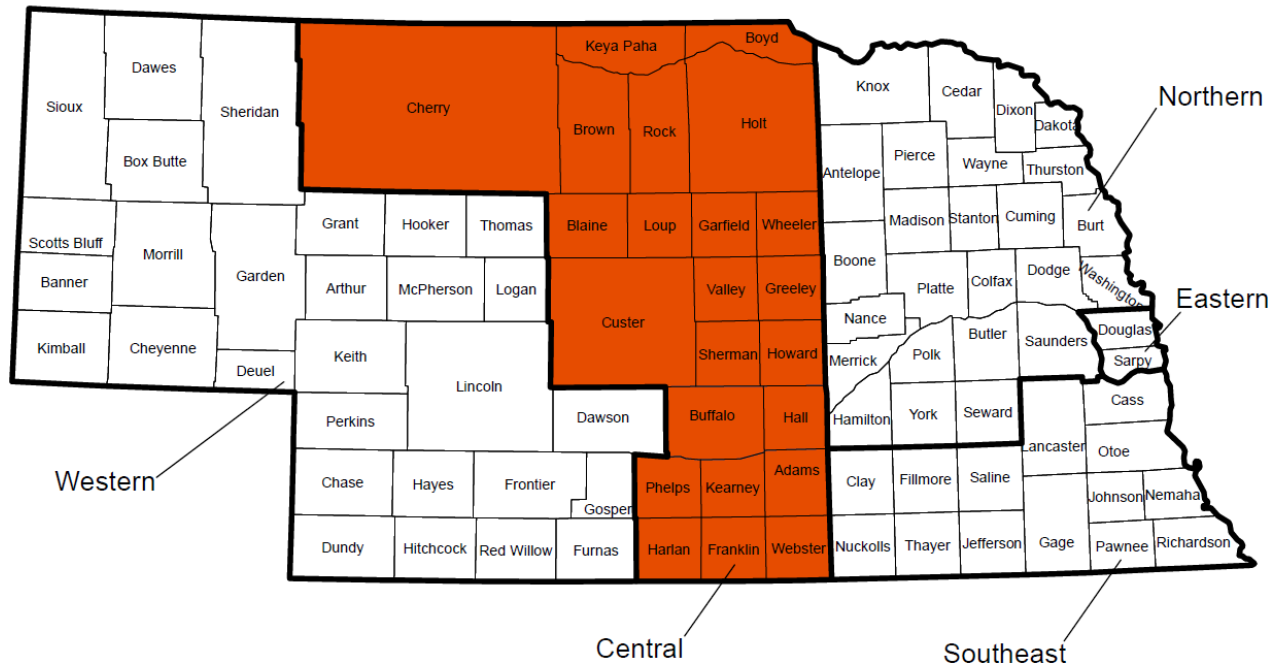 Boyd
Keya Paha
Dawes
Sioux
Sheridan
Cherry
Knox
Cedar
Northern
Dixon
Dakota
Holt
Brown
Rock
Box Butte
Pierce
Wayne
Thurston
Antelope
Madison
Stanton
Cuming
Burt
Grant
Hooker
Thomas
Blaine
Loup
Garfield
Wheeler
Scotts Bluff
Morrill
Garden
Boone
Platte
Colfax
Dodge
Washington
Eastern
Banner
Arthur
McPherson
Logan
Valley
Greeley
Custer
Nance
Butler
Saunders
Douglas
Kimball
Cheyenne
Keith
Sherman
Howard
Merrick
Polk
Sarpy
Deuel
Lincoln
Perkins
Dawson
Buffalo
Hall
Hamilton
York
Seward
Cass
Lancaster
Otoe
Western
Chase
Hayes
Frontier
Gosper
Phelps
Kearney
Adams
Clay
Fillmore
Saline
Johnson
Nemaha
Dundy
Hitchcock
Red Willow
Furnas
Harlan
Franklin
Webster
Nuckolls
Thayer
Jefferson
Gage
Pawnee
Richardson
Central
Southeast